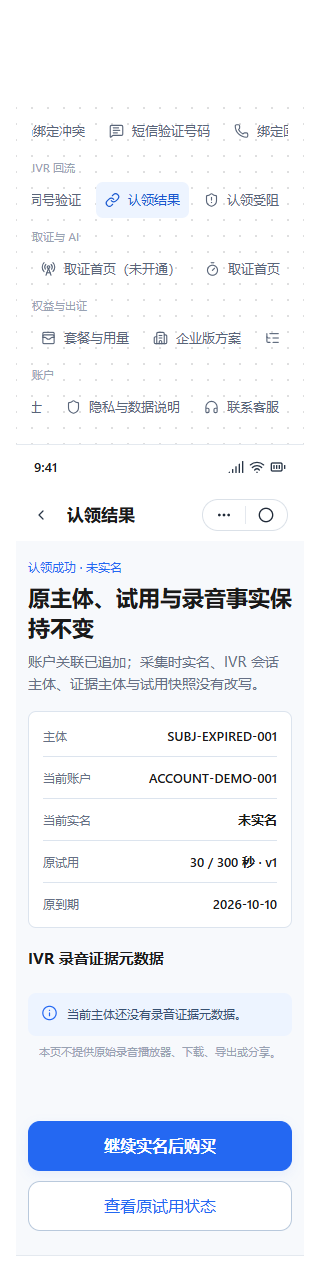 绑定冲突 短信验证号码
IVR 回流
号验证 认领结果 认领受阻
取证与 AI
取证首页（未开通） 取证首页
权益与出证
套餐与用量 企业版方案
账户
隐私与数据说明 联系客服
9:41
认领结果
认领成功 · 未实名
原主体、试用与录音事实保
持不变
账户关联已追加；采集时实名、IVR 会话
主体、证据主体与试用快照没有改写。
主体 SUBJ-EXPIRED-001
当前账户 ACCOUNT-DEMO-001
当前实名 未实名
原试用 30 / 300 秒 · v1
原到期 2026-10-10
IVR 录音证据元数据
当前主体还没有录音证据元数据。
本页不提供原始录音播放器、下载、导出或分享。
继续实名后购买
查看原试用状态